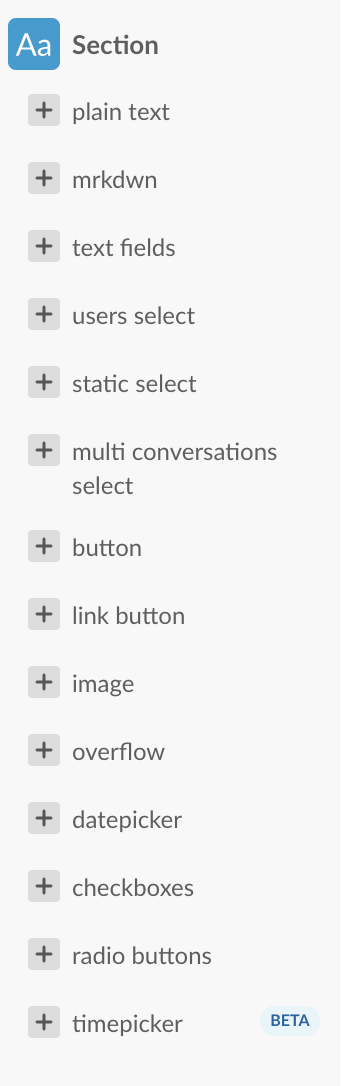 Aa Section
plain text
mrkdwn
text fields
users select
static select
multi conversations
select
button
link button
image
overflow
datepicker
checkboxes
radio buttons
timepicker BETA